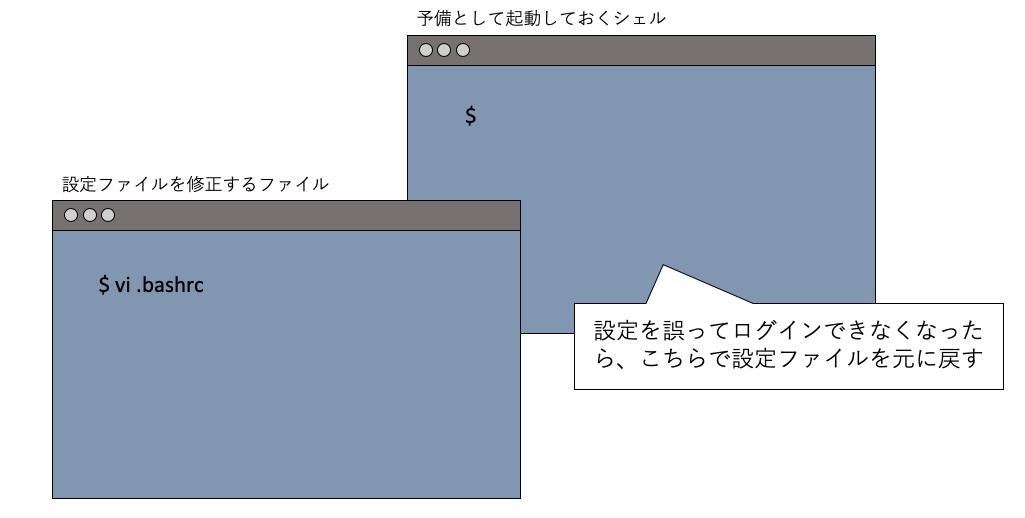 予備として起動しておくシェル
$
設定ファイルを修正するファイル
$ vi .bashrc
設定を誤ってログインできなくなった
ら、こちらで設定ファイルを元に戻す